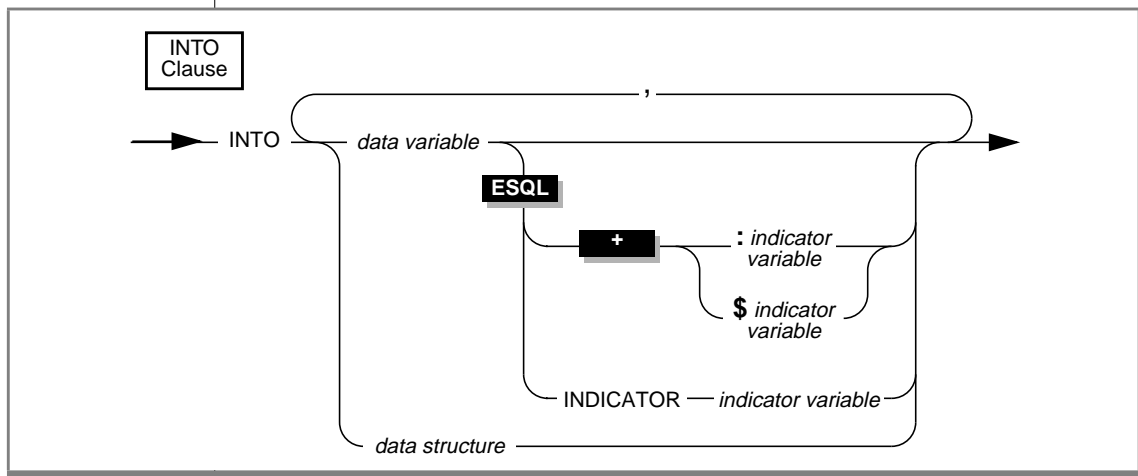 INTO
Clause
,
INTO
data variable
ESQL
+
: indicator
variable
$ indicator
variable
INDICATOR
indicator variable
data structure